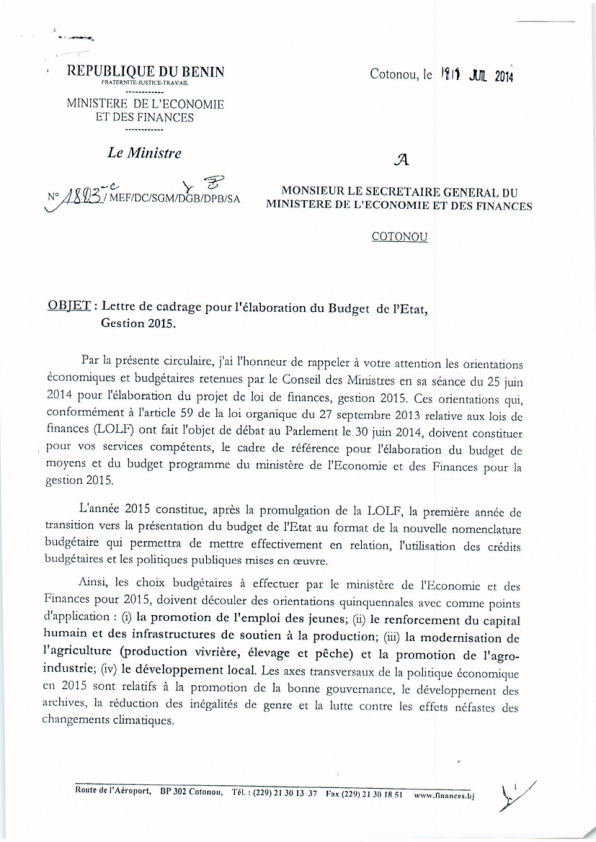 REPUBLIQUE DU BENIN
FRATERNITE-JUSTICE-TRAVAIL
MINISTERE DE L'ECONOMIE
ET DES FINANCES
Le Ministre
Cotonou, le JUIL 2014
N° 1803-c/MEF/DC/SGM/DGB/DPB/SA
A
MONSIEUR LE SECRETAIRE GENERAL DU
MINISTERE DE L'ECONOMIE ET DES FINANCES
COTONOU
OBJET : Lettre de cadrage pour l'élaboration du Budget de l'Etat,
Gestion 2015.
Par la présente circulaire, j'ai l'honneur de rappeler à votre attention les orientations
économiques et budgétaires retenues par le Conseil des Ministres en sa séance du 25 juin
2014 pour l'élaboration du projet de loi de finances, gestion 2015. Ces orientations qui,
conformément à l'article 59 de la loi organique du 27 septembre 2013 relative aux lois de
finances (LOLF) ont fait l'objet de débat au Parlement le 30 juin 2014, doivent constituer
pour vos services compétents, le cadre de référence pour l'élaboration du budget de
moyens et du budget programme du ministère de l'Economie et des Finances pour la
gestion 2015.
L'année 2015 constitue, après la promulgation de la LOLF, la première année de
transition vers la présentation du budget de l'Etat au format de la nouvelle nomenclature
budgétaire qui permettra de mettre effectivement en relation, l'utilisation des crédits
budgétaires et les politiques publiques mises en œuvre.
Ainsi, les choix budgétaires à effectuer par le ministère de l'Economie et des
Finances pour 2015, doivent découler des orientations quinquennales avec comme points
d'application : (i) la promotion de l'emploi des jeunes; (ii) le renforcement du capital
humain et des infrastructures de soutien à la production; (iii) la modernisation de
l'agriculture (production vivrière, élevage et pêche) et la promotion de l'agro-
industrie; (iv) le développement local. Les axes transversaux de la politique économique
en 2015 sont relatifs à la promotion de la bonne gouvernance, le développement des
archives, la réduction des inégalités de genre et la lutte contre les effets néfastes des
changements climatiques.
Route de l'Aéroport, BP 302 Cotonou, Tél. : (229) 21 30 13 37 Fax (229) 21 30 18 51 www.finances.bj